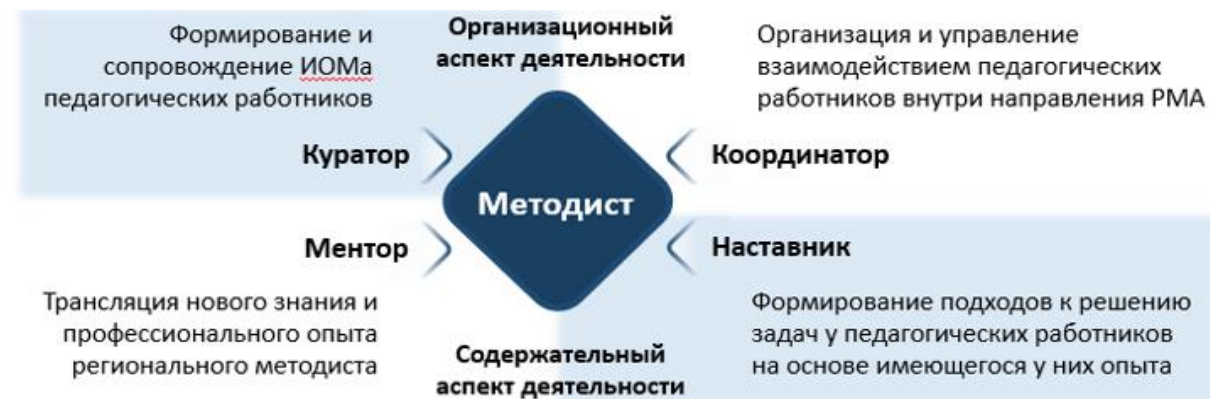 Формирование и
сопровождение ИОМа
педагогических работников
Организационный
аспект деятельности
Организация и управление
взаимодействием педагогических
работников внутри направления РМА
Куратор
Координатор
Методист
Ментор
Наставник
Трансляция нового знания и
профессионального опыта
регионального методиста
Содержательный
аспект деятельности
Формирование подходов к решению
задач у педагогических работников
на основе имеющегося у них опыта